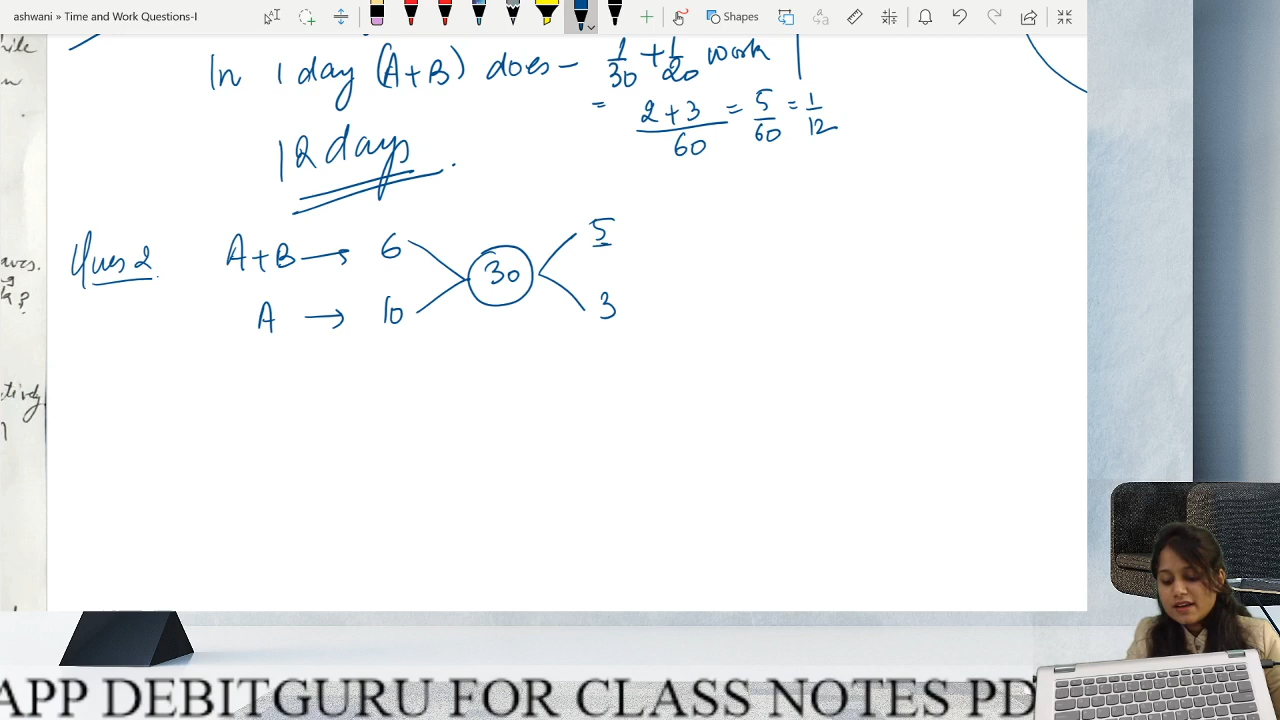 ashwani » Time and Work Questions-I
Shapes
In 1 day (A+B) does - 1/30 + 1/20 work
= 2+3/60 = 5/60 = 1/12
12 days.
Ques 2 A+B → 6 30 5
A → 10 3
APP DEBITGURU FOR CLASS NOTES PD